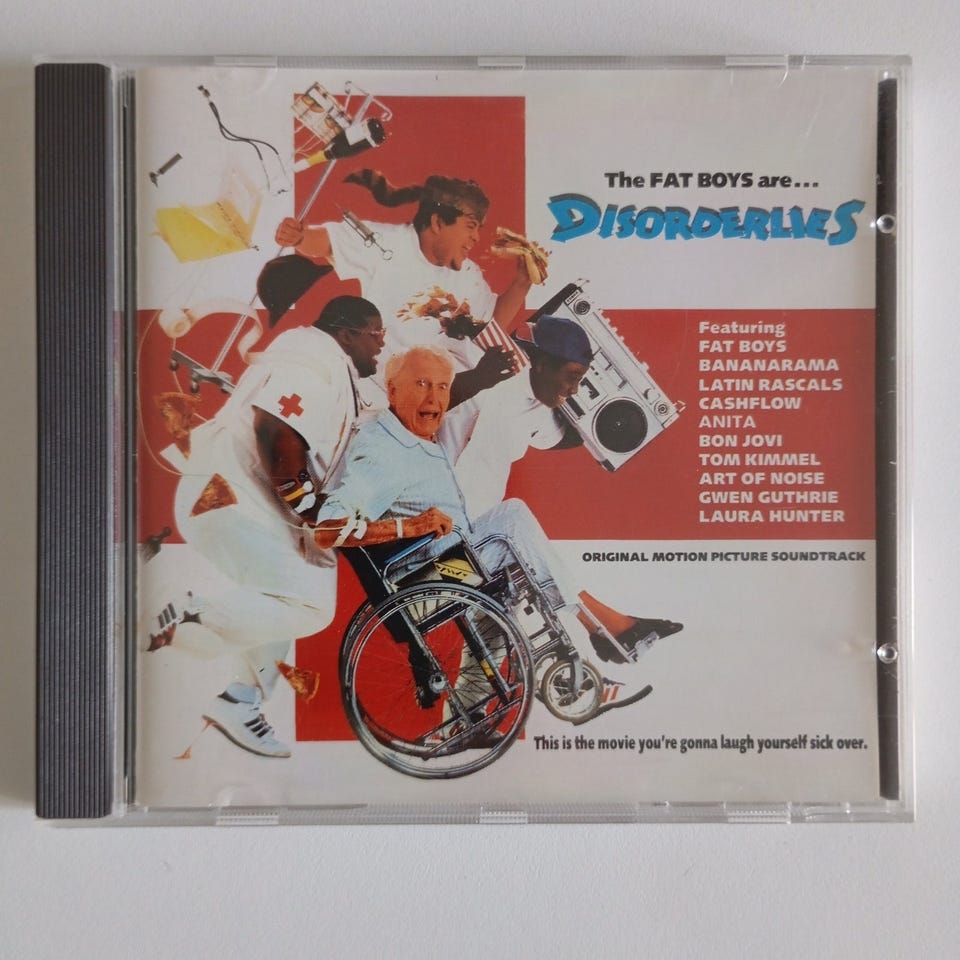 The FAT BOYS are...
DISORDERLIES
Featuring
FAT BOYS
BANANARAMA
LATIN RASCALS
CASHFLOW
ANITA
BON JOVI
TOM KIMMEL
ART OF NOISE
GWEN GUTHRIE
LAURA HUNTER
ORIGINAL MOTION PICTURE SOUNDTRACK
This is the movie you're gonna laugh yourself sick over.